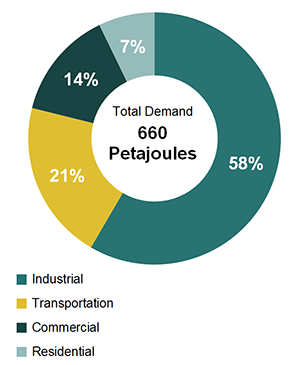 7%
14%
Total Demand
660
Petajoules
58%
21%
Industrial
Transportation
Commercial
Residential